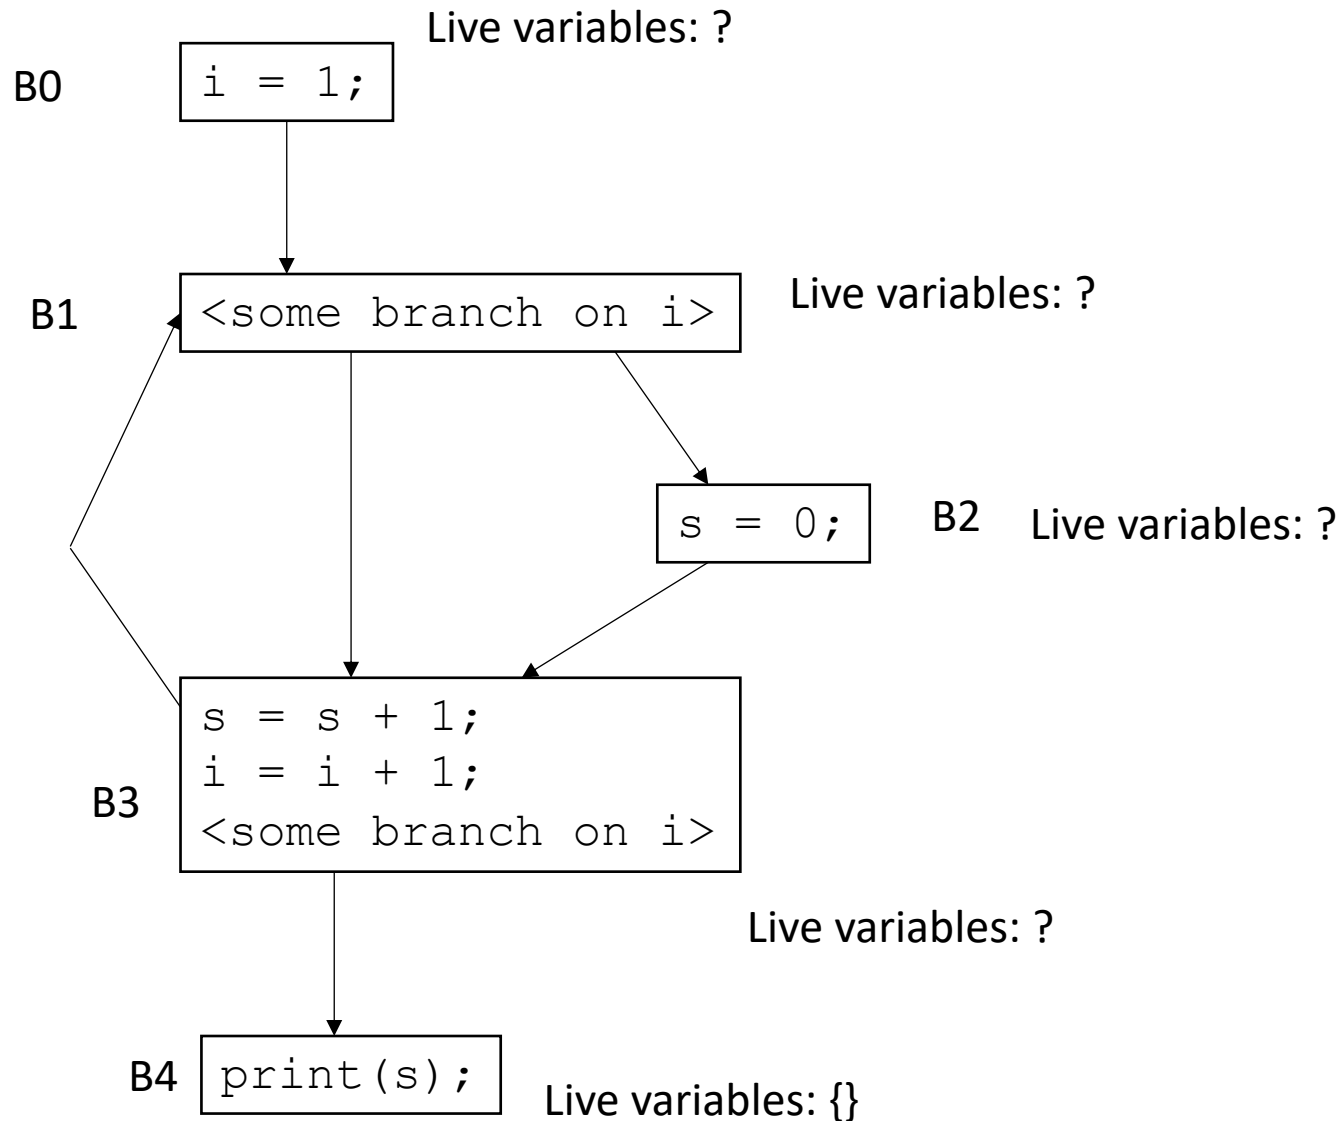 Live variables: ?
B0
i = 1;
B1
<some branch on i>
Live variables: ?
s = 0;
B2
Live variables: ?
B3
s = s + 1;
i = i + 1;
<some branch on i>
Live variables: ?
B4
print(s);
Live variables: {}